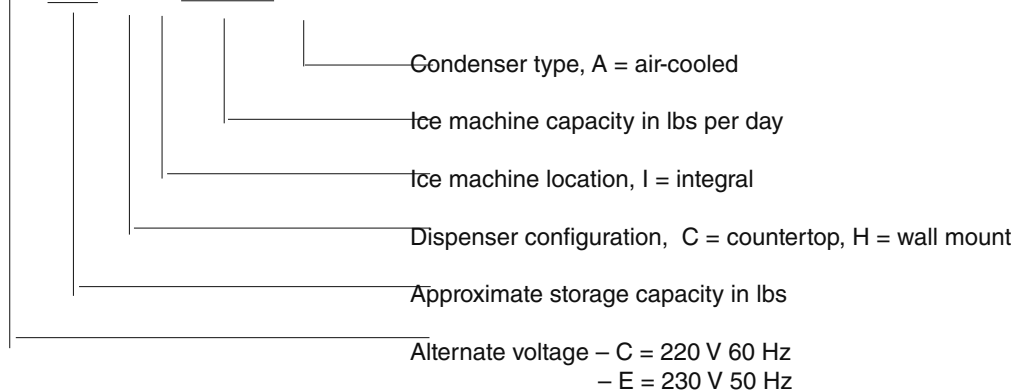 Condenser type, A = air-cooled
Ice machine capacity in lbs per day
Ice machine location, I = integral
Dispenser configuration,  C = countertop, H = wall mount
Approximate storage capacity in lbs
Alternate voltage – C = 220 V 60 Hz
– E = 230 V 50 Hz